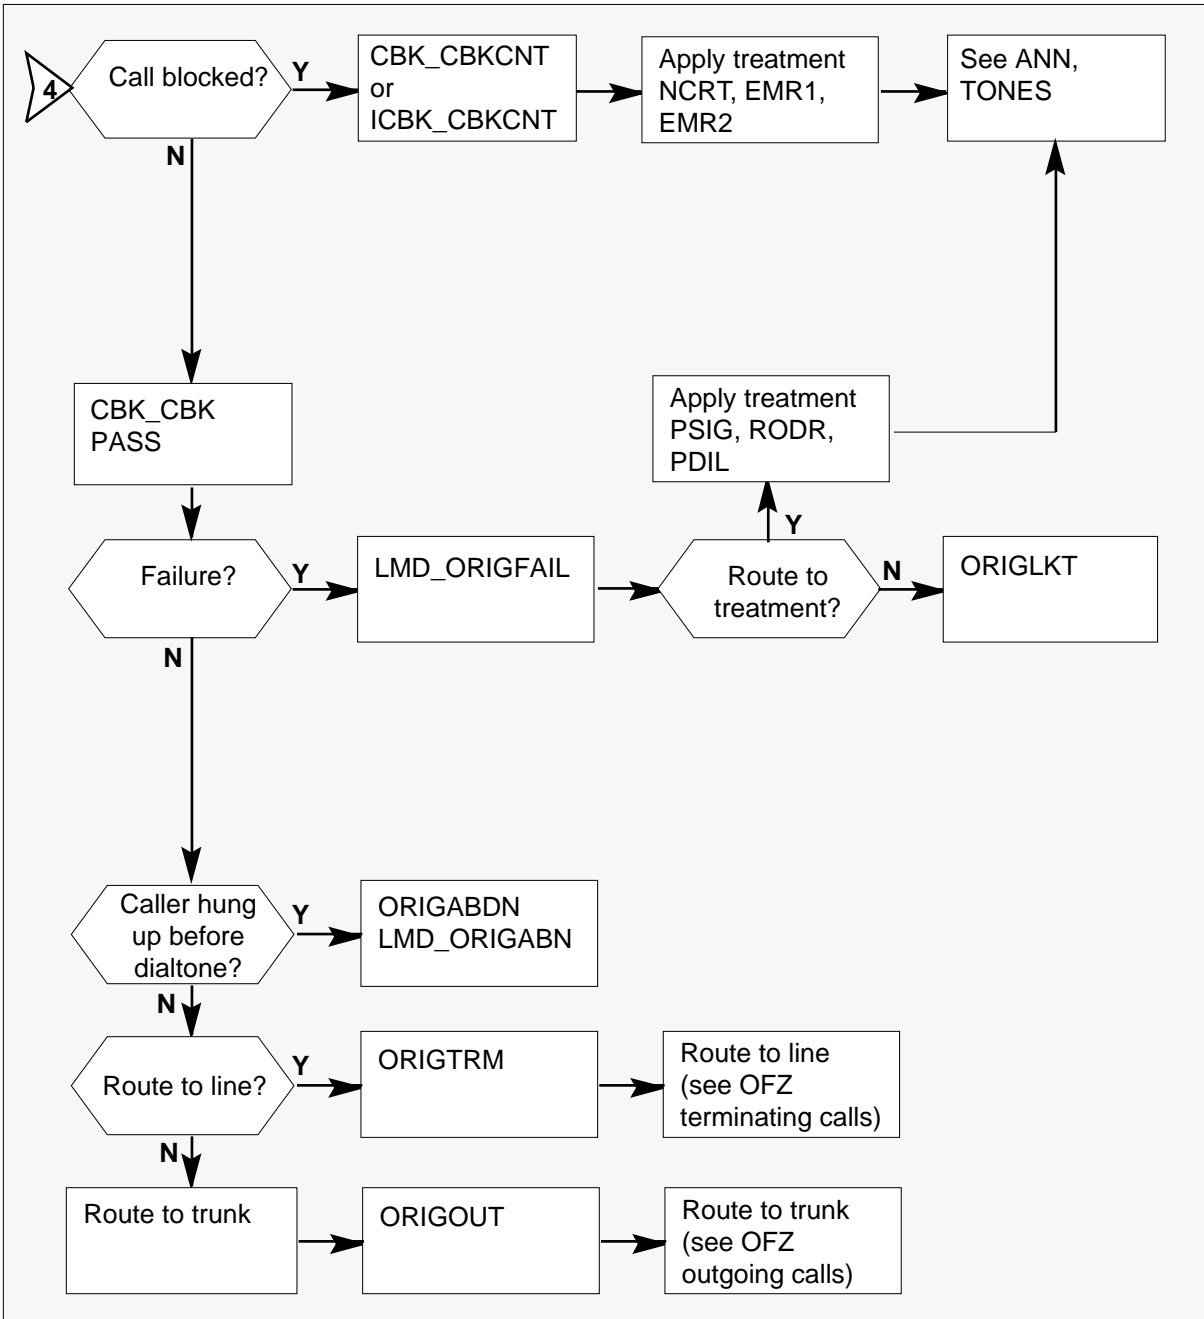 4
Call blocked?
Y
CBK_CBKCNT
or
ICBK_CBKCNT
Apply treatment
NCRT, EMR1,
EMR2
See ANN,
TONES
N
CBK_CBK
PASS
Apply treatment
PSIG, RODR,
PDIL
Y
Failure?
Y
LMD_ORIGFAIL
Route to
treatment?
N
ORIGLKT
N
Caller hung
up before
dialtone?
Y
ORIGABDN
LMD_ORIGABN
N
Route to line?
Y
ORIGTRM
Route to line
(see OFZ
terminating calls)
N
Route to trunk
ORIGOUT
Route to trunk
(see OFZ
outgoing calls)